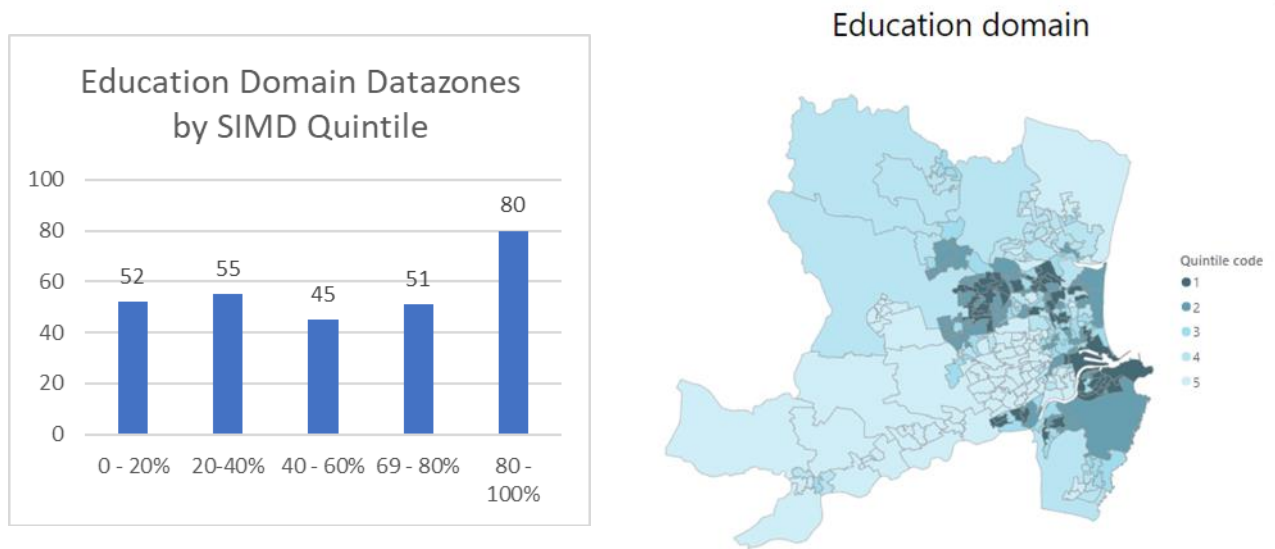 Education Domain Datazones
by SIMD Quintile
100
80
60
40
20
0
52
55
45
51
80
0 - 20%
20-40%
40 - 60%
69 - 80%
80 -
100%
Education domain
Quintile code
1
2
3
4
5